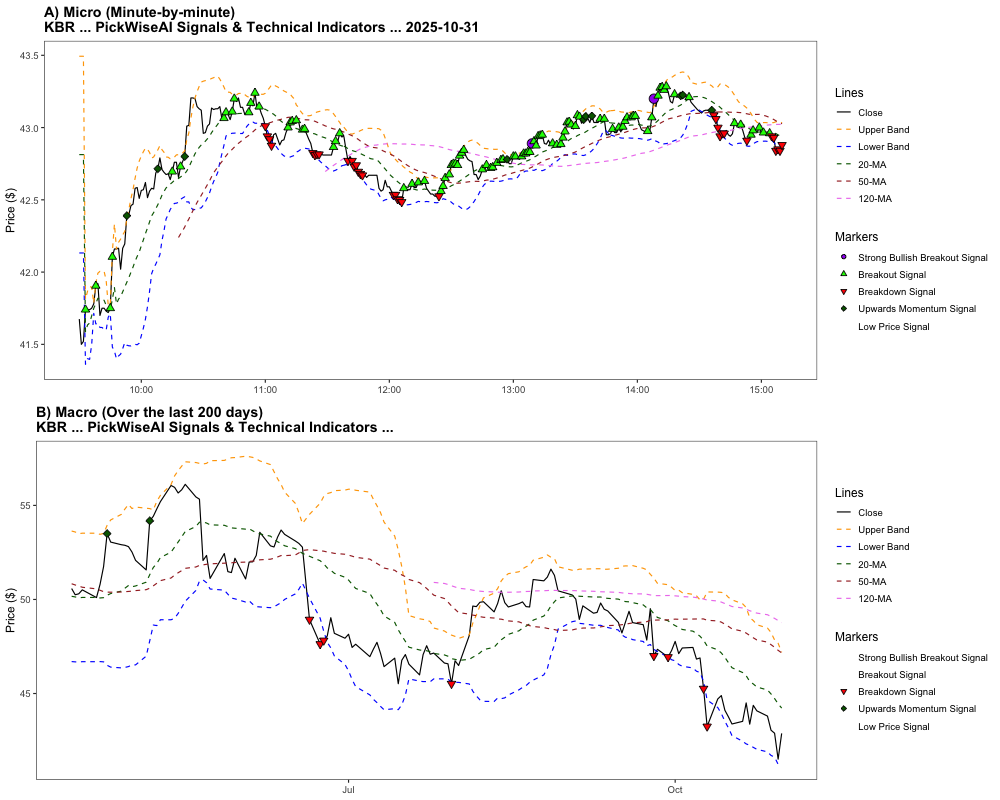 A) Micro (Minute-by-minute)
KBR ... PickWiseAI Signals & Technical Indicators ... 2025-10-31
Price ($)
43.5
43.0
42.5
42.0
41.5
10:00
11:00
12:00
13:00
14:00
15:00
Lines
Close
Upper Band
Lower Band
20-MA
50-MA
120-MA
Markers
Strong Bullish Breakout Signal
Breakout Signal
Breakdown Signal
Upwards Momentum Signal
Low Price Signal
B) Macro (Over the last 200 days)
KBR ... PickWiseAI Signals & Technical Indicators ...
Price ($)
55
50
45
Jul
Oct
Lines
Close
Upper Band
Lower Band
20-MA
50-MA
120-MA
Markers
Strong Bullish Breakout Signal
Breakout Signal
Breakdown Signal
Upwards Momentum Signal
Low Price Signal